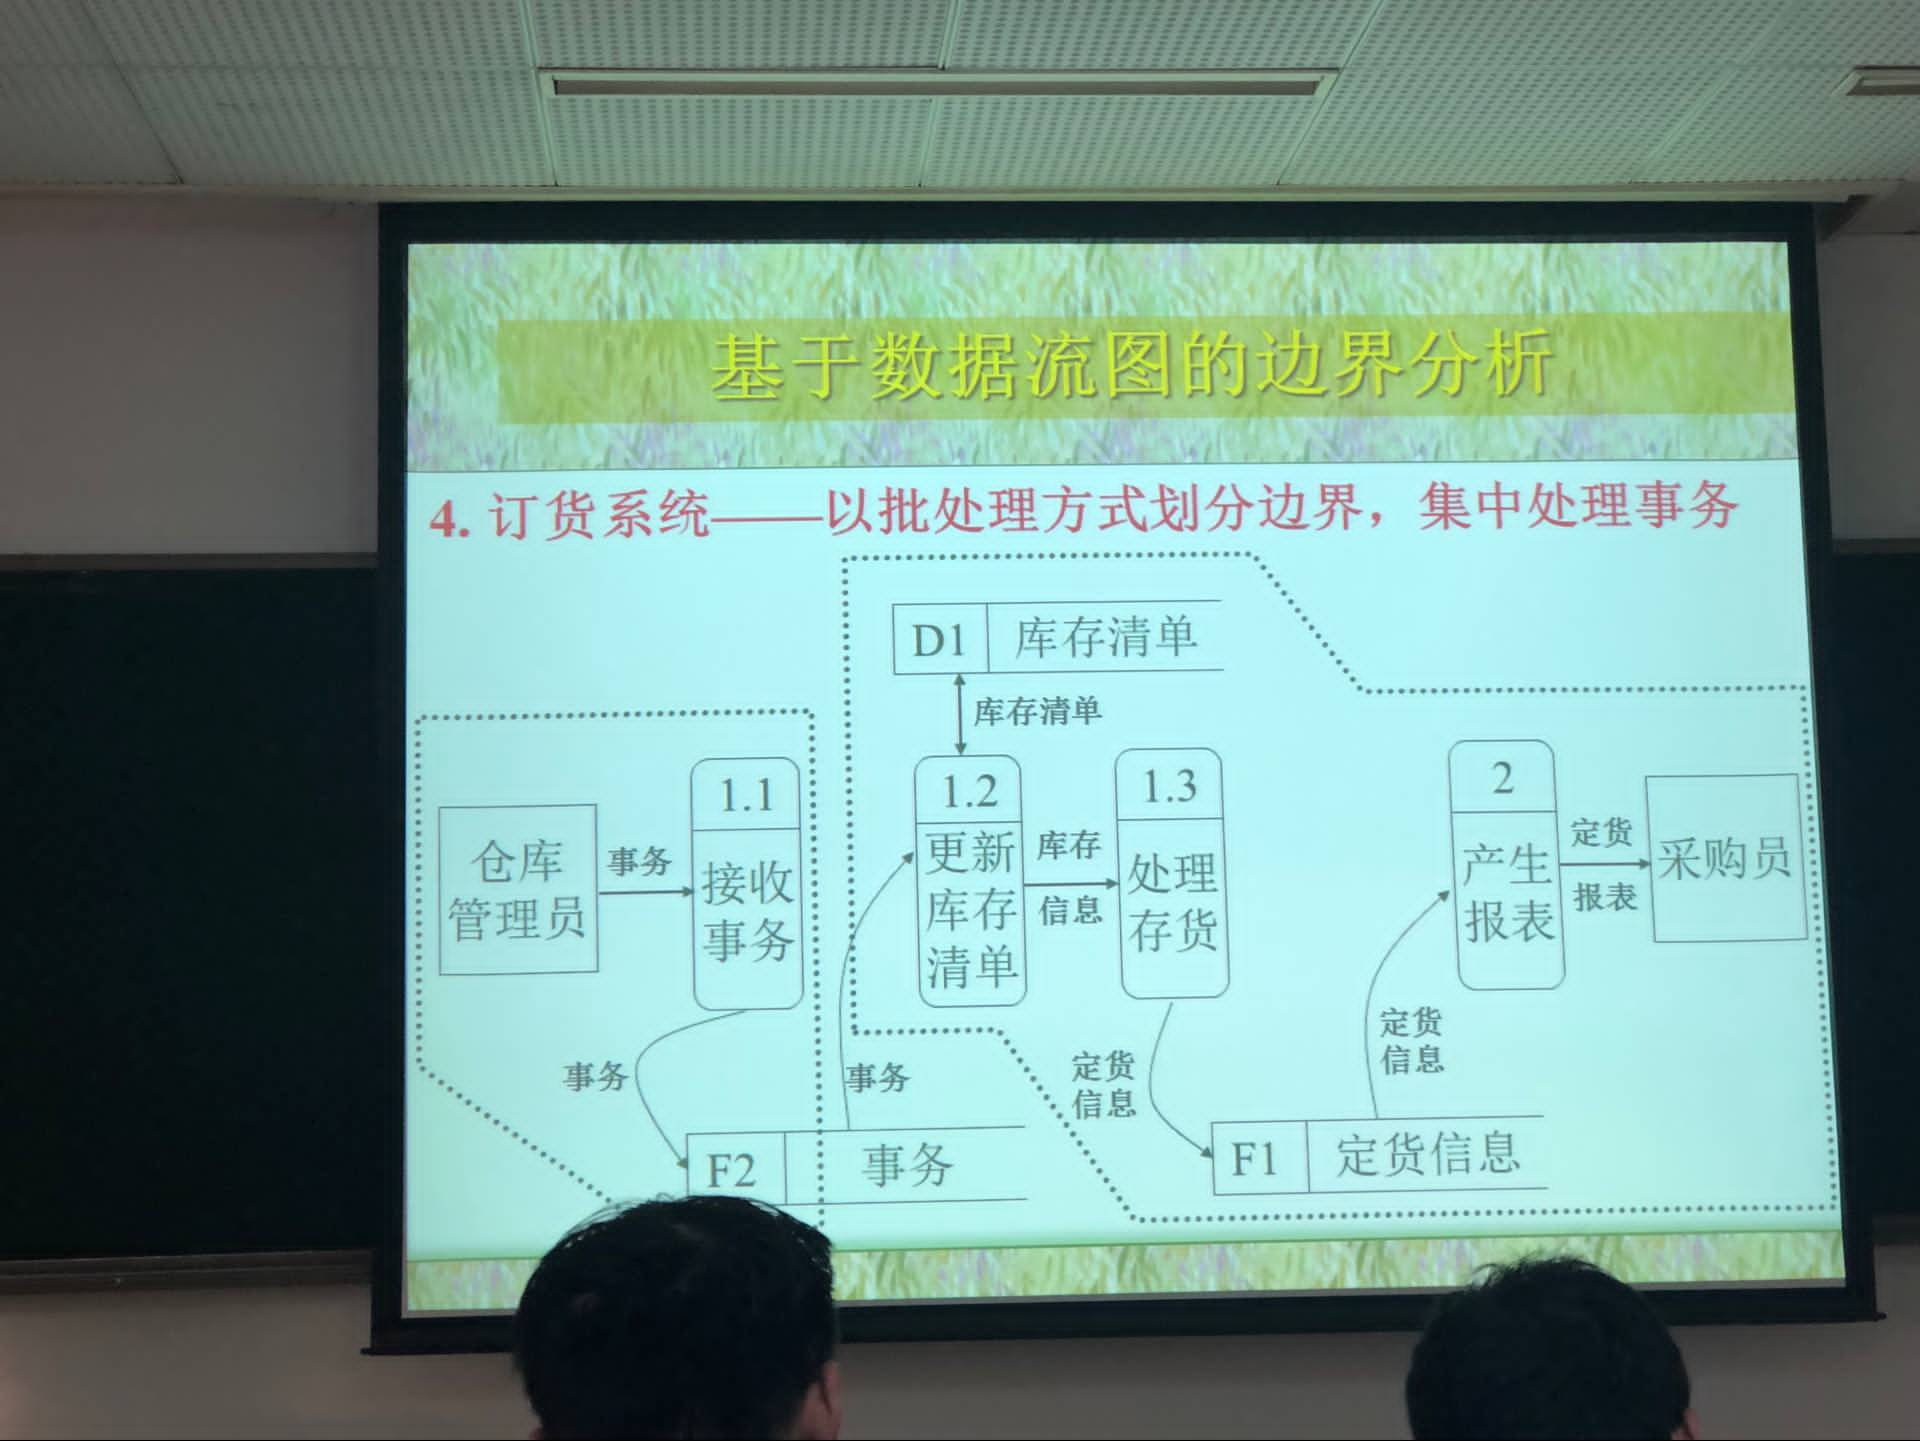 基于数据流图的边界分析
4. 订货系统——以批处理方式划分边界，集中处理事务
D1 库存清单
库存清单
仓库
管理员
事务
1.1
接收
事务
1.2
更新
库存
清单
库存
信息
1.3
处理
存货
2
产生
报表
定货
报表
采购员
事务
事务
定货
信息
定货
信息
F2 事务
F1 定货信息